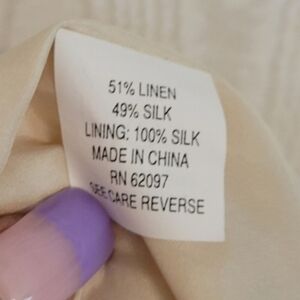 51% LINEN
49% SILK
LINING: 100% SILK
MADE IN CHINA
RN 62097
SEE CARE REVERSE